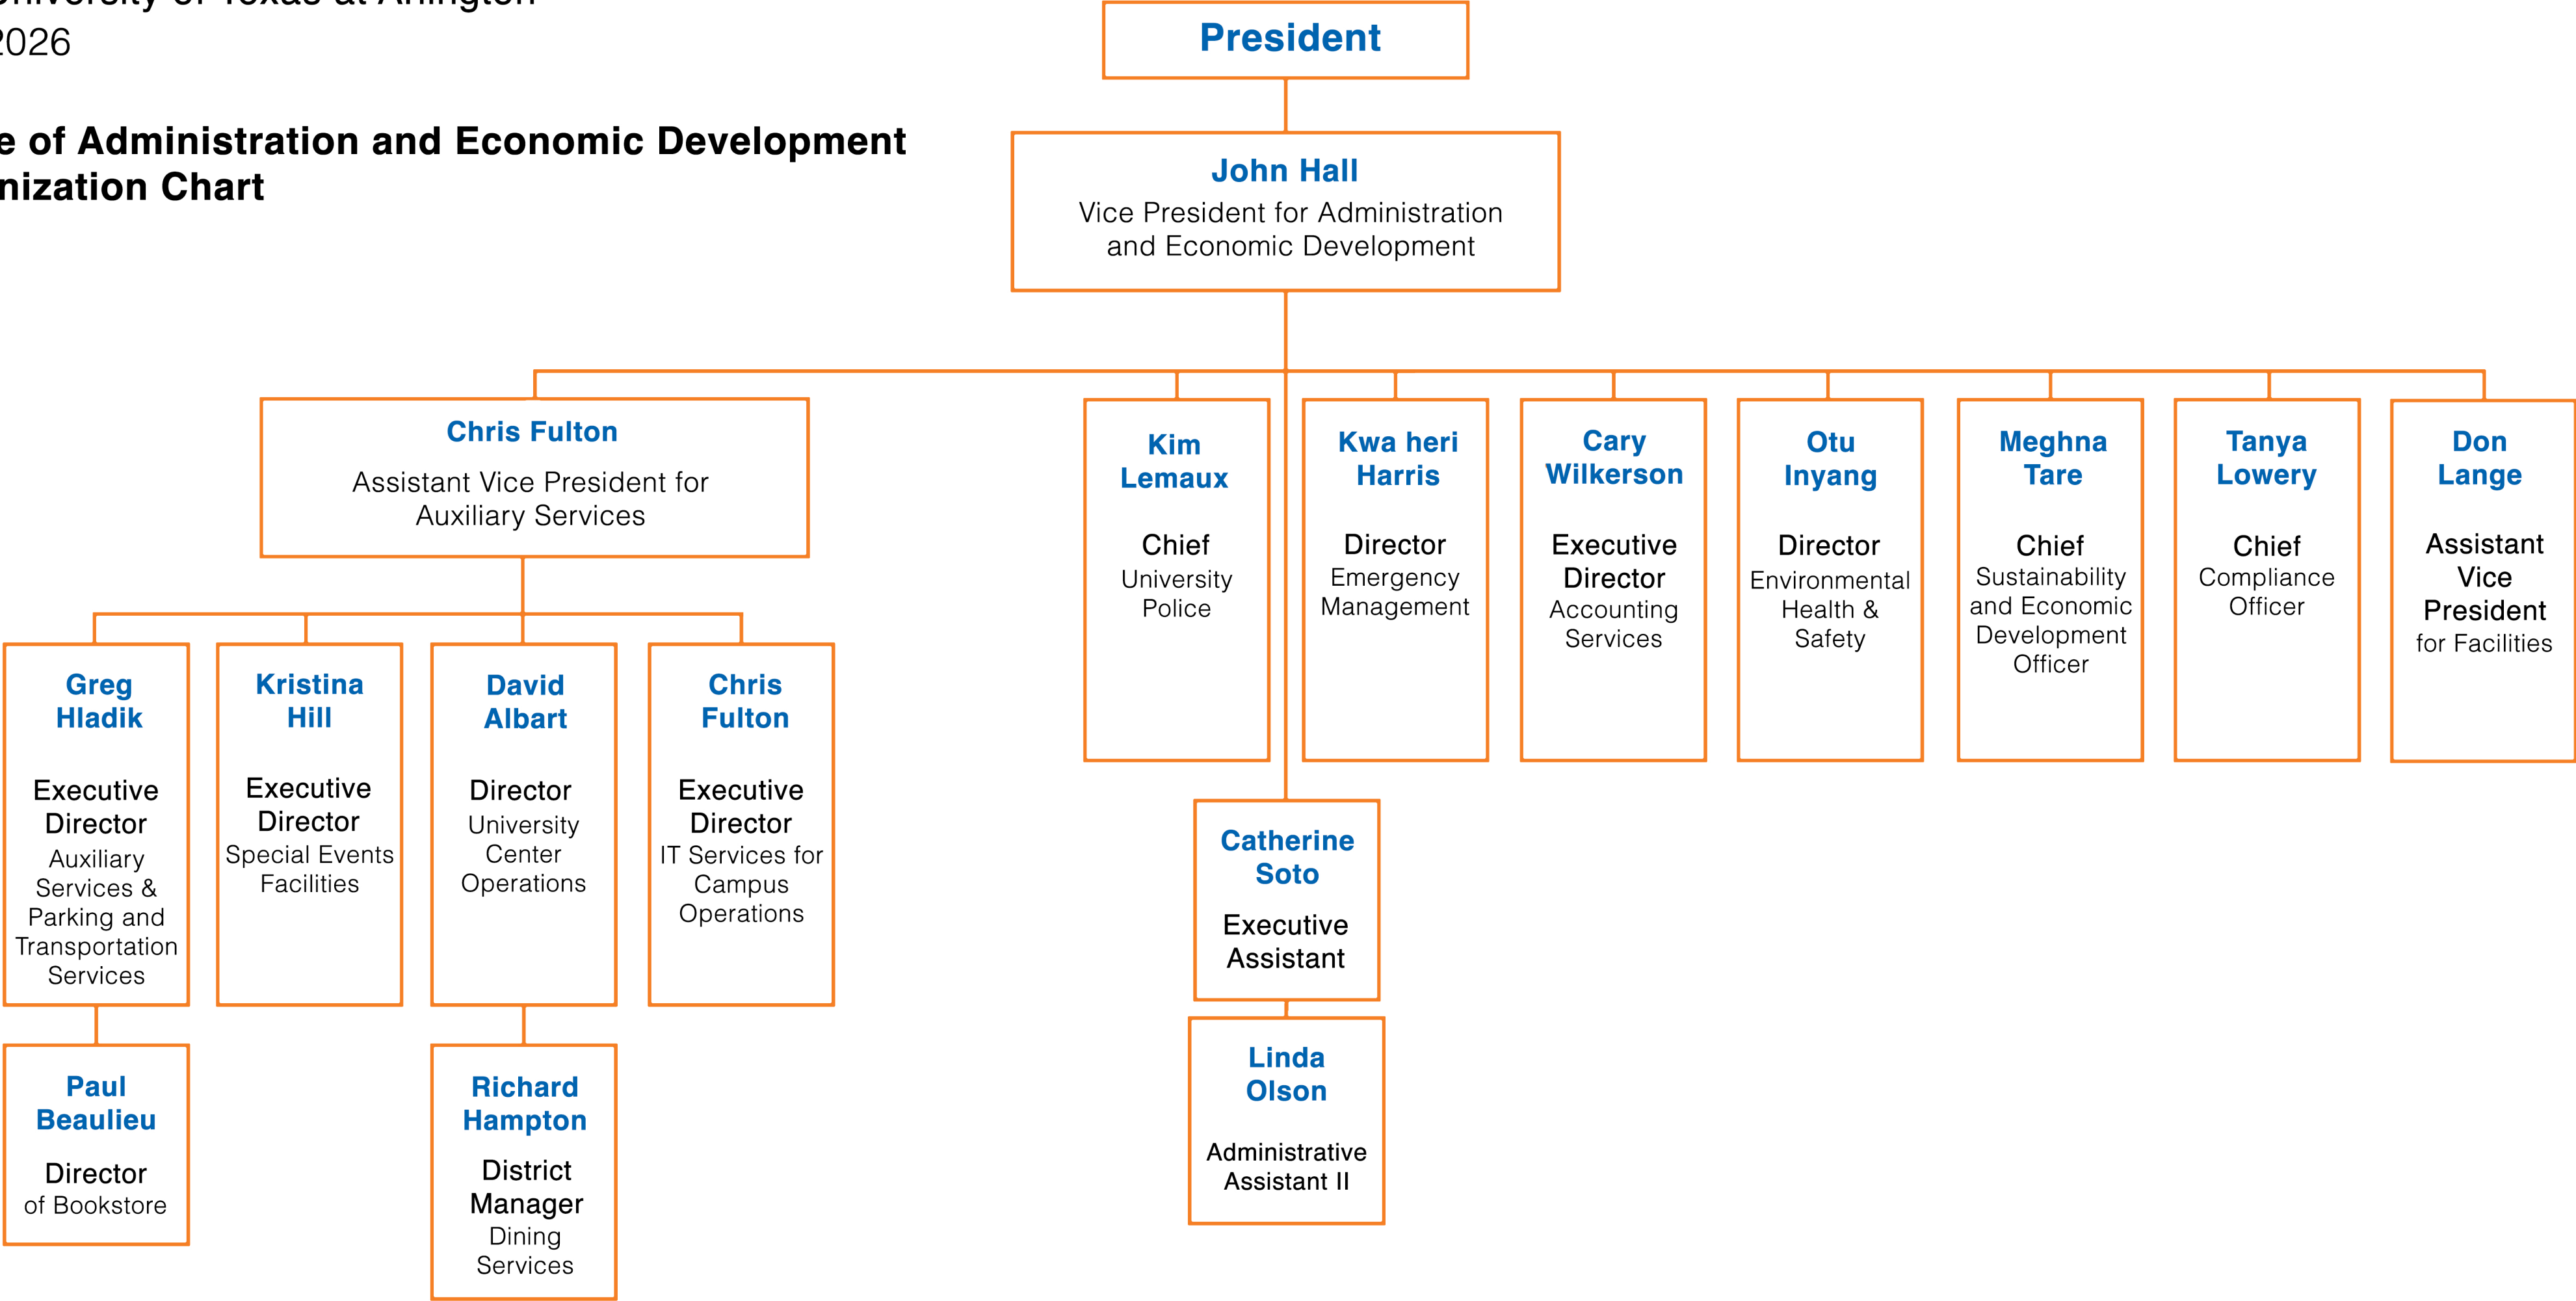 University of Texas at Arlington
2026
President
e of Administration and Economic Development
nization Chart
John Hall
Vice President for Administration
and Economic Development
Chris Fulton
Assistant Vice President for
Auxiliary Services
Kim
Lemaux
Chief
University
Police
Kwa heri
Harris
Director
Emergency
Management
Cary
Wilkerson
Executive
Director
Accounting
Services
Otu
Inyang
Director
Environmental
Health &
Safety
Meghna
Tare
Chief
Sustainability
and Economic
Development
Officer
Tanya
Lowery
Chief
Compliance
Officer
Don
Lange
Assistant
Vice
President
for Facilities
Greg
Hladik
Executive
Director
Auxiliary
Services &
Parking and
Transportation
Services
Kristina
Hill
Executive
Director
Special Events
Facilities
David
Albart
Director
University
Center
Operations
Chris
Fulton
Executive
Director
IT Services for
Campus
Operations
Catherine
Soto
Executive
Assistant
Linda
Olson
Administrative
Assistant II
Paul
Beaulieu
Director
of Bookstore
Richard
Hampton
District
Manager
Dining
Services